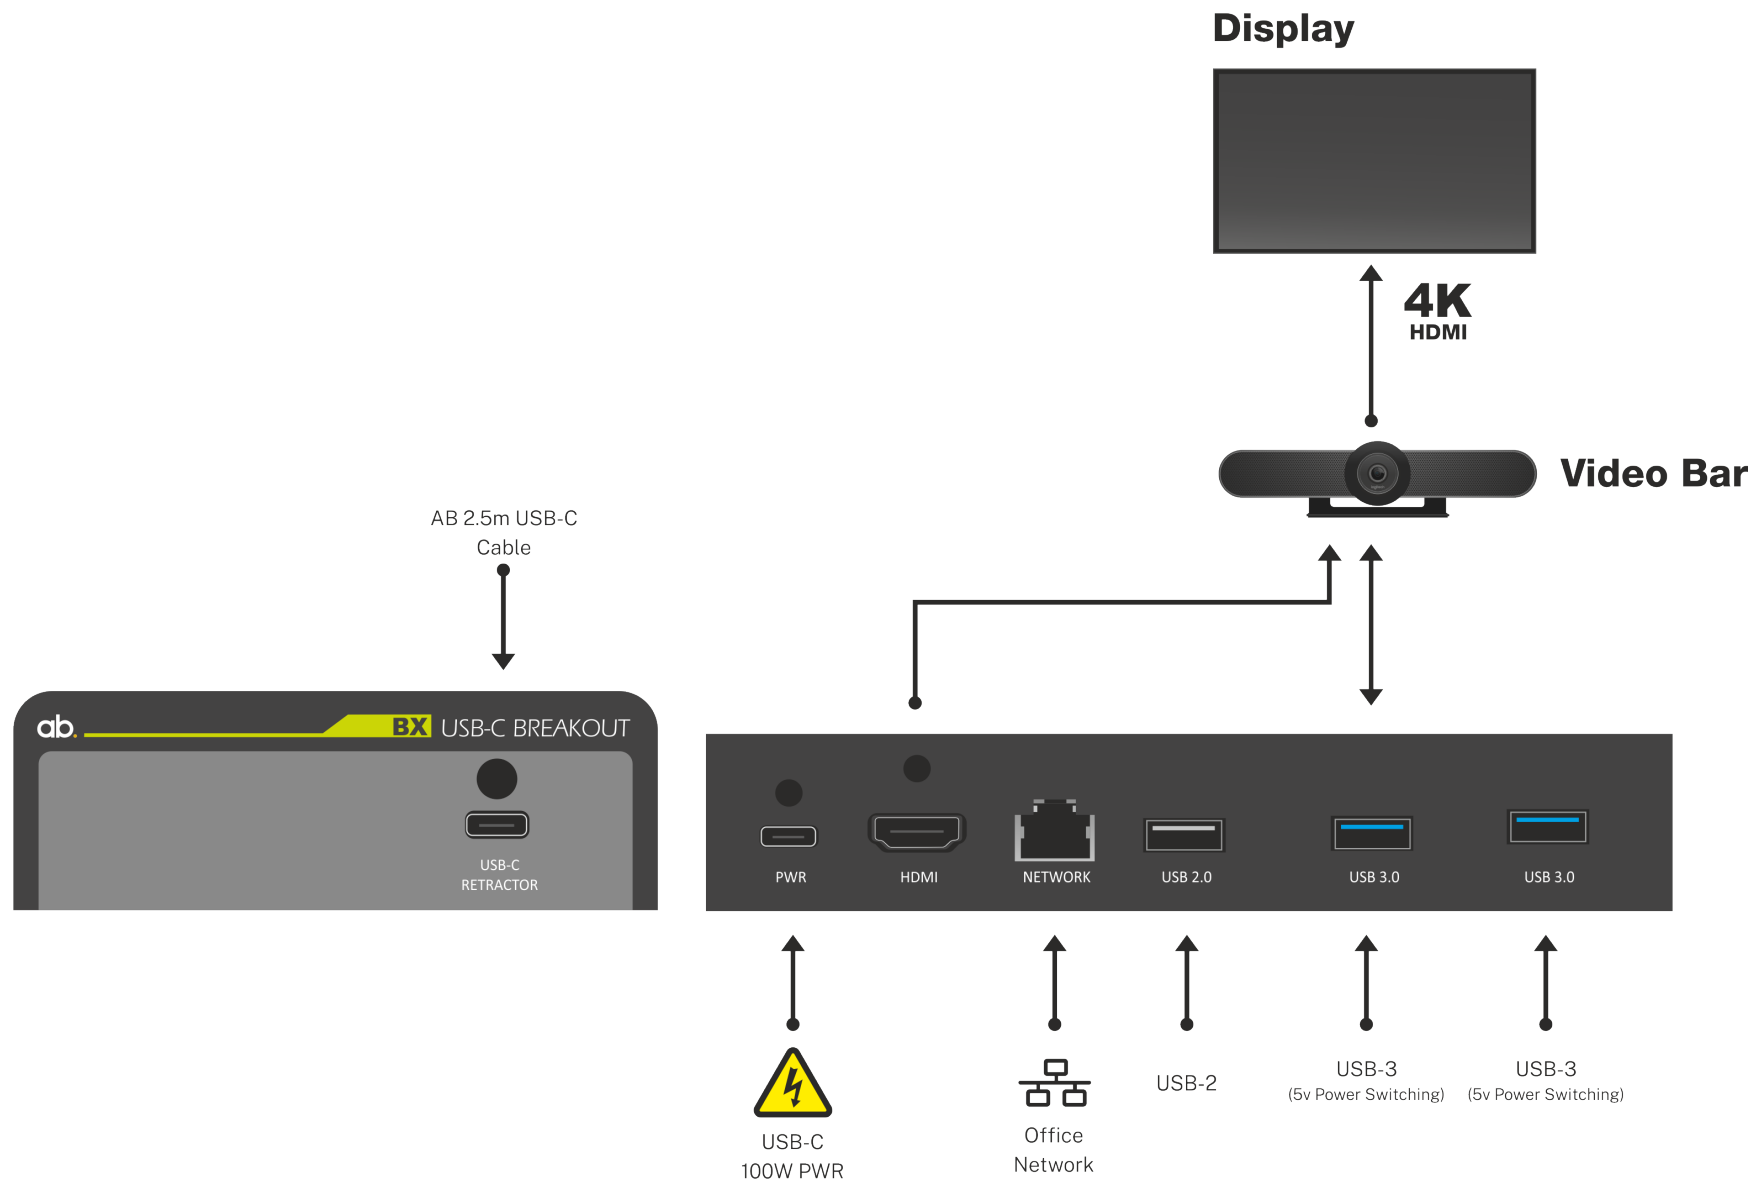 Display
4K
HDMI
Video Bar
AB 2.5m USB-C
Cable
ab.
BX USB-C BREAKOUT
USB-C
RETRACTOR
PWR
HDMI
NETWORK
USB 2.0
USB 3.0
USB 3.0
USB-C
100W PWR
Office
Network
USB-2
USB-3
(5v Power Switching)
USB-3
(5v Power Switching)